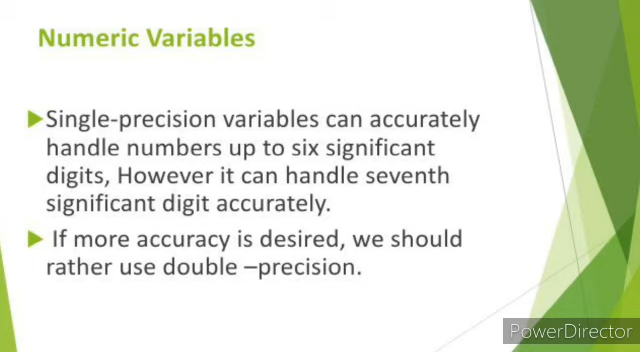 Numeric Variables
Single-precision variables can accurately
handle numbers up to six significant
digits, However it can handle seventh
significant digit accurately.
If more accuracy is desired, we should
rather use double –precision.
PowerDirector